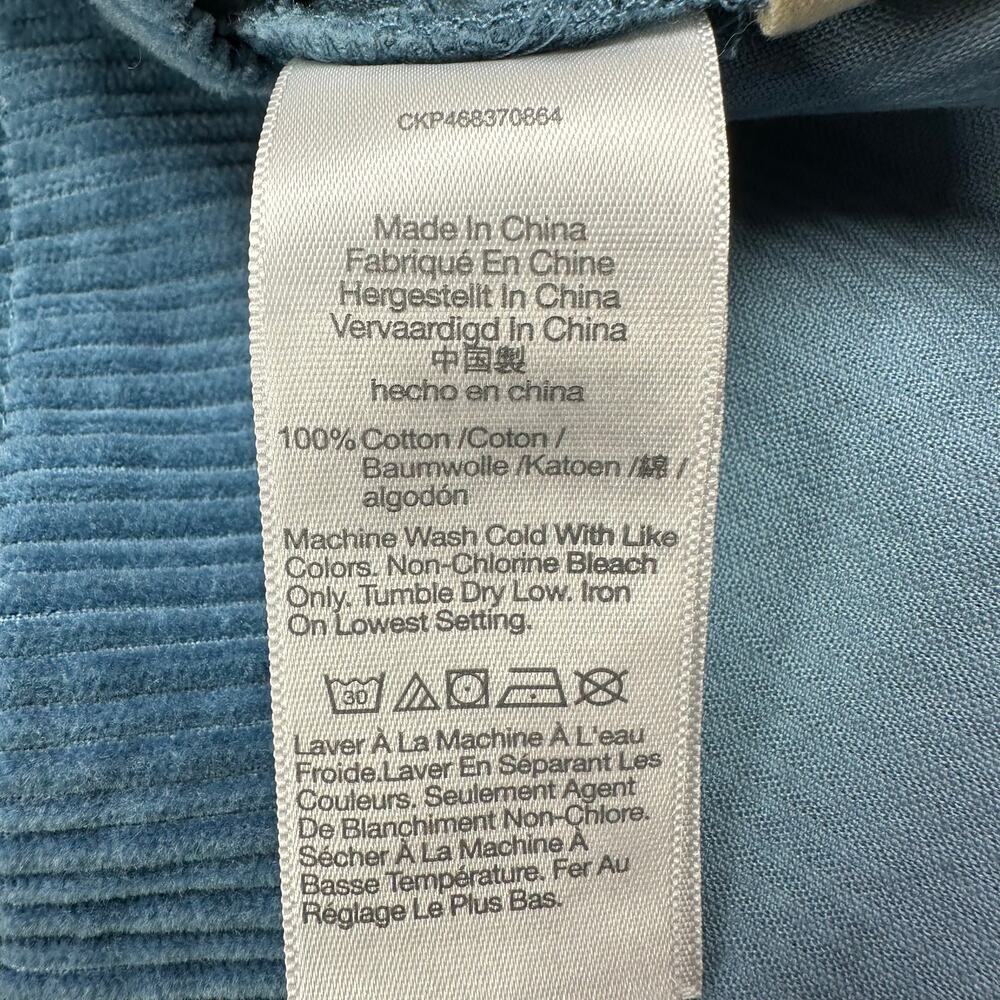 CKP468370864
Made In China
Fabriqué En Chine
Hergestellt In China
Vervaardigd In China
中国製
hecho en china
100% Cotton /Coton /
Baumwolle /Katoen /綿 /
algodón
Machine Wash Cold With Like
Colors. Non-Chlorine Bleach
Only. Tumble Dry Low. Iron
On Lowest Setting.
30
Laver À La Machine À L'eau
Froide.Laver En Séparant Les
Couleurs. Seulement Agent
De Blanchiment Non-Chlore.
Sécher À La Machine À
Basse Température. Fer Au
Réglage Le Plus Bas.